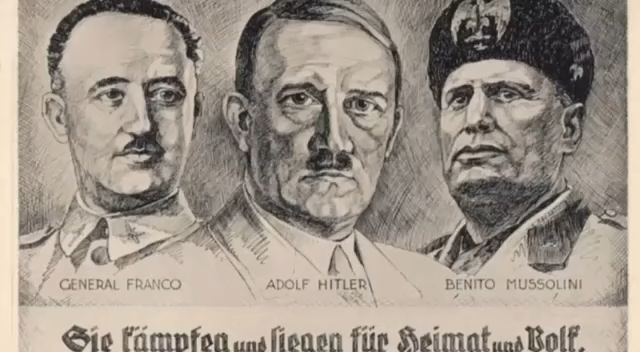 GENERAL FRANCO ADOLF HITLER BENITO MUSSOLINI
Sie kämpfen und siegen für Heimat und Volk.